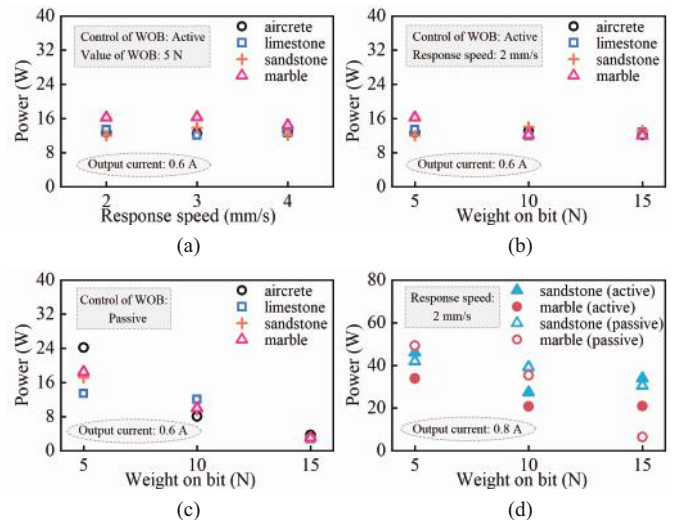 40
32
24
16
8
0
Power (W)
Control of WOB: Active
Value of WOB: 5 N
aircrete
limestone
sandstone
marble
Output current: 0.6 A
2
3
4
Response speed (mm/s)
(a)
40
32
24
16
8
0
Power (W)
Control of WOB: Active
Response speed: 2 mm/s
aircrete
limestone
sandstone
marble
Output current: 0.6 A
5
10
15
Weight on bit (N)
(b)
40
32
24
16
8
0
Power (W)
Control of WOB:
Passive
aircrete
limestone
sandstone
marble
Output current: 0.6 A
5
10
15
Weight on bit (N)
(c)
80
60
40
20
0
Power (W)
Response speed:
2 mm/s
sandstone (active)
marble (active)
sandstone (passive)
marble (passive)
Output current: 0.8 A
5
10
15
Weight on bit (N)
(d)